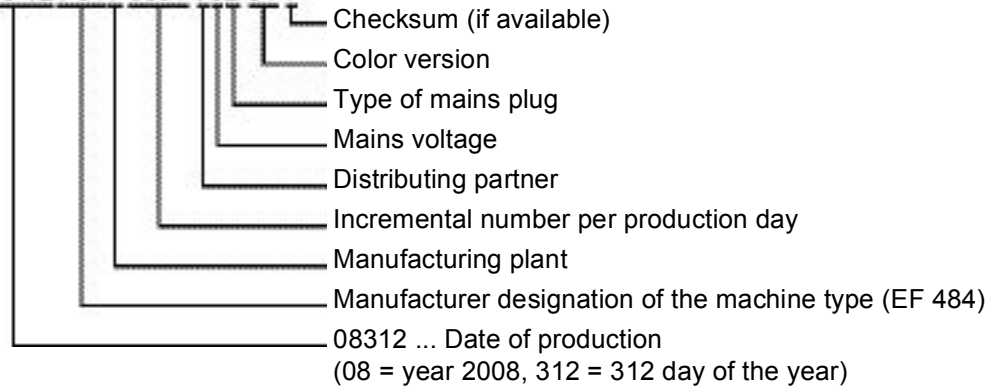 Checksum (if available)
Color version
Type of mains plug
Mains voltage
Distributing partner
Incremental number per production day
Manufacturing plant
Manufacturer designation of the machine type (EF 484)
08312 ... Date of production
(08 = year 2008, 312 = 312 day of the year)